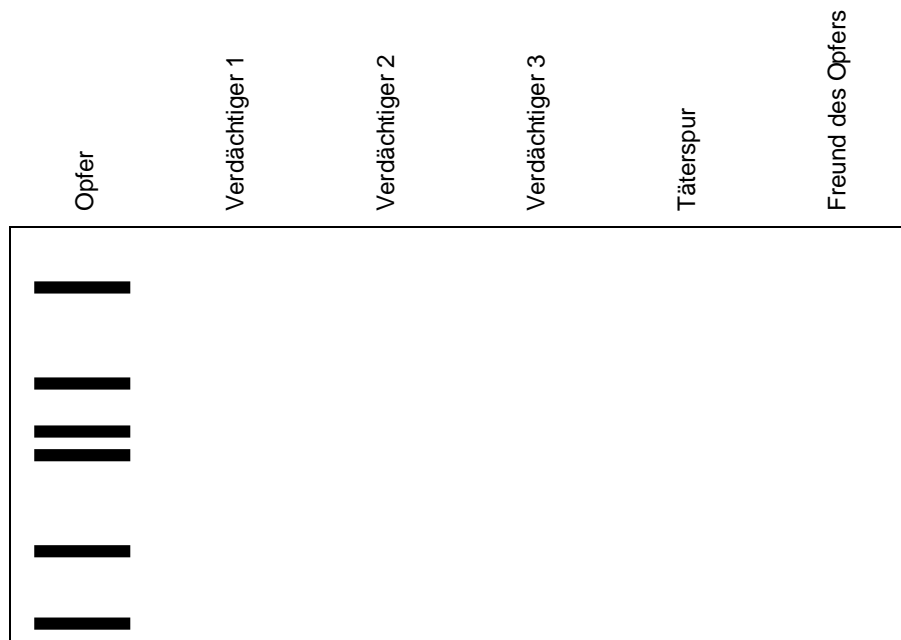 Opfer
Verdächtiger 1
Verdächtiger 2
Verdächtiger 3
Täterspur
Freund des Opfers